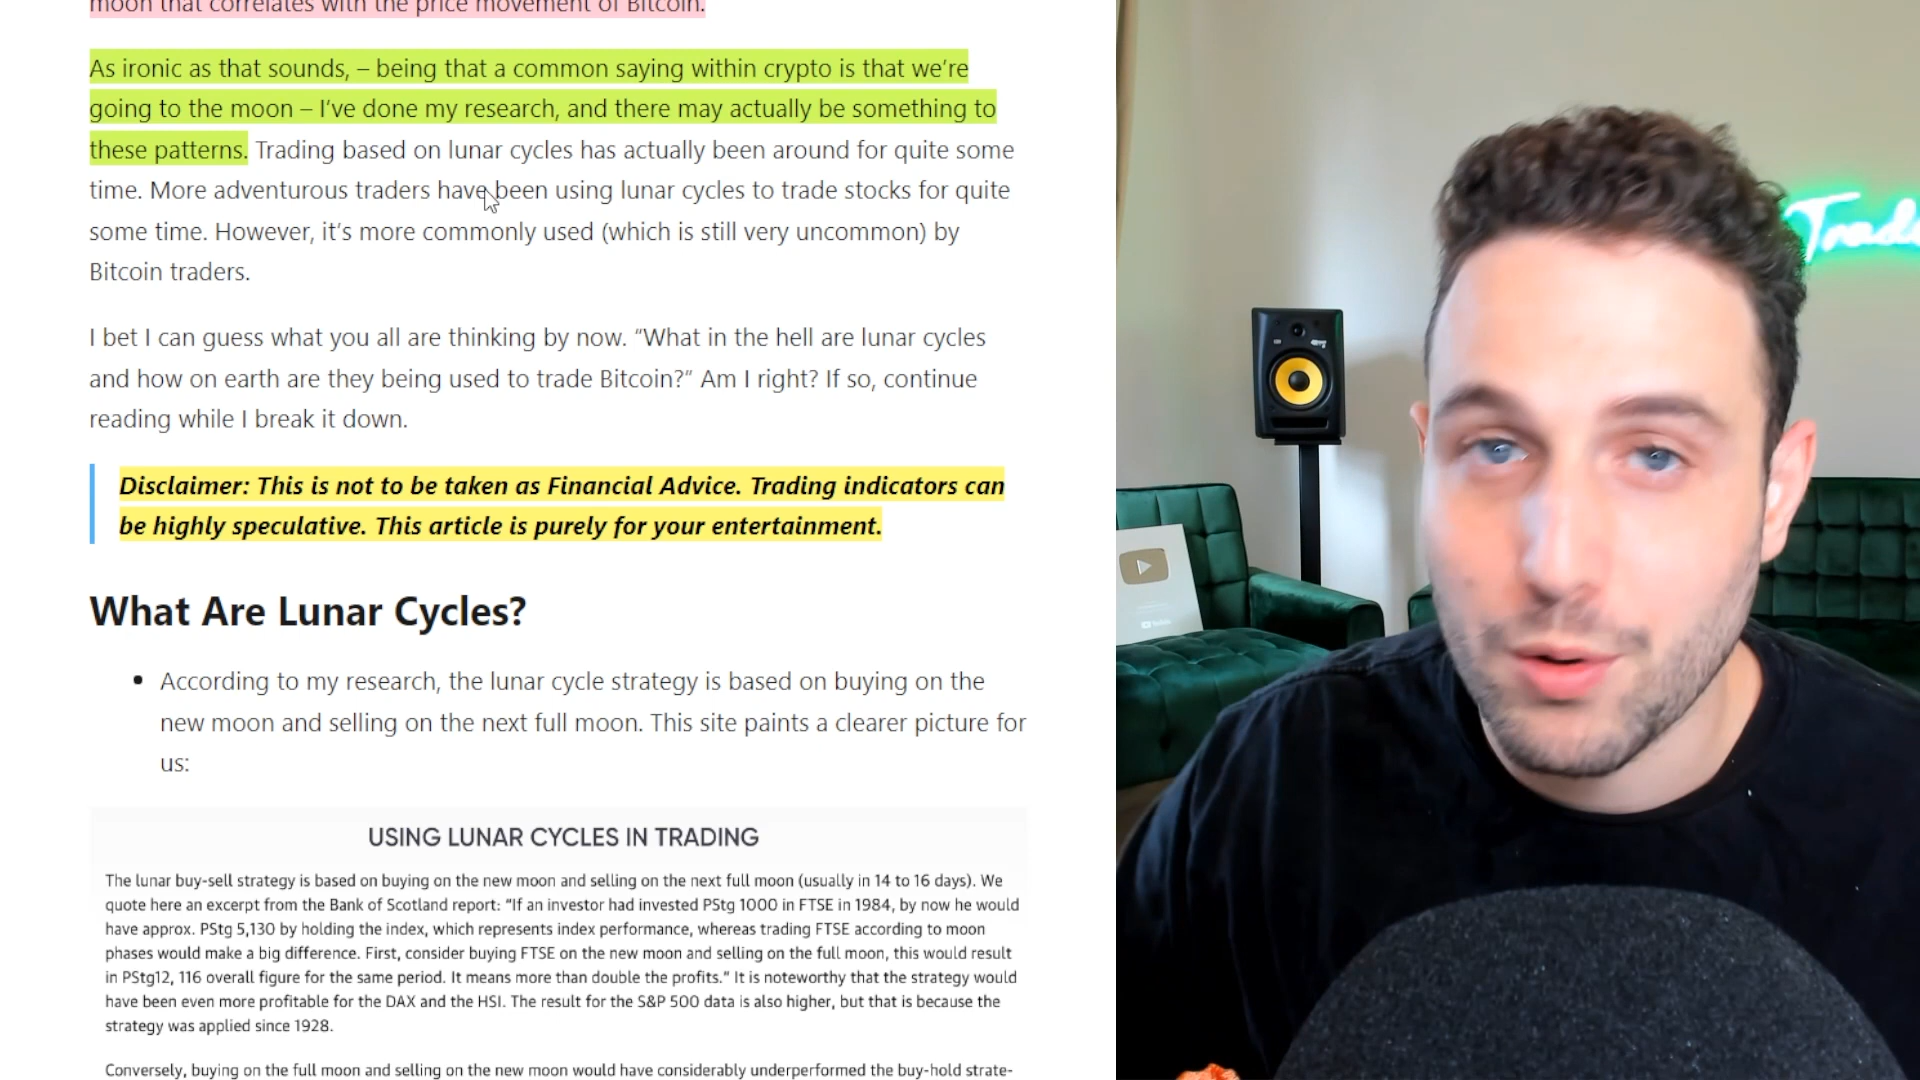 moon that correlates with the price movement of Bitcoin.
As ironic as that sounds, – being that a common saying within crypto is that we’re
going to the moon – I’ve done my research, and there may actually be something to
these patterns. Trading based on lunar cycles has actually been around for quite some
time. More adventurous traders have been using lunar cycles to trade stocks for quite
some time. However, it’s more commonly used (which is still very uncommon) by
Bitcoin traders.
I bet I can guess what you all are thinking by now. “What in the hell are lunar cycles
and how on earth are they being used to trade Bitcoin?” Am I right? If so, continue
reading while I break it down.
Disclaimer: This is not to be taken as Financial Advice. Trading indicators can
be highly speculative. This article is purely for your entertainment.
What Are Lunar Cycles?
• According to my research, the lunar cycle strategy is based on buying on the
new moon and selling on the next full moon. This site paints a clearer picture for
us:
USING LUNAR CYCLES IN TRADING
The lunar buy-sell strategy is based on buying on the new moon and selling on the next full moon (usually in 14 to 16 days). We
quote here an excerpt from the Bank of Scotland report: “If an investor had invested PStg 1000 in FTSE in 1984, by now he would
have approx. PStg 5,130 by holding the index, which represents index performance, whereas trading FTSE according to moon
phases would make a big difference. First, consider buying FTSE on the new moon and selling on the full moon, this would result
in PStg12, 116 overall figure for the same period. It means more than double the profits.” It is noteworthy that the strategy would
have been even more profitable for the DAX and the HSI. The result for the S&P 500 data is also higher, but that is because the
strategy was applied since 1928.
Conversely, buying on the full moon and selling on the new moon would have considerably underperformed the buy-hold strate-
YouTube